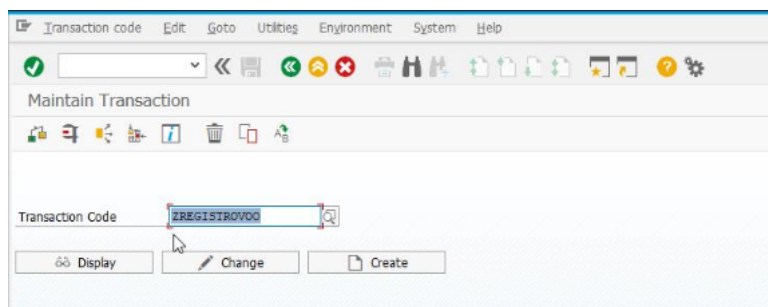 Transaction code Edit Goto Utilities Environment System Help
Maintain Transaction
Transaction Code ZREGISTROVOO
Display Change Create